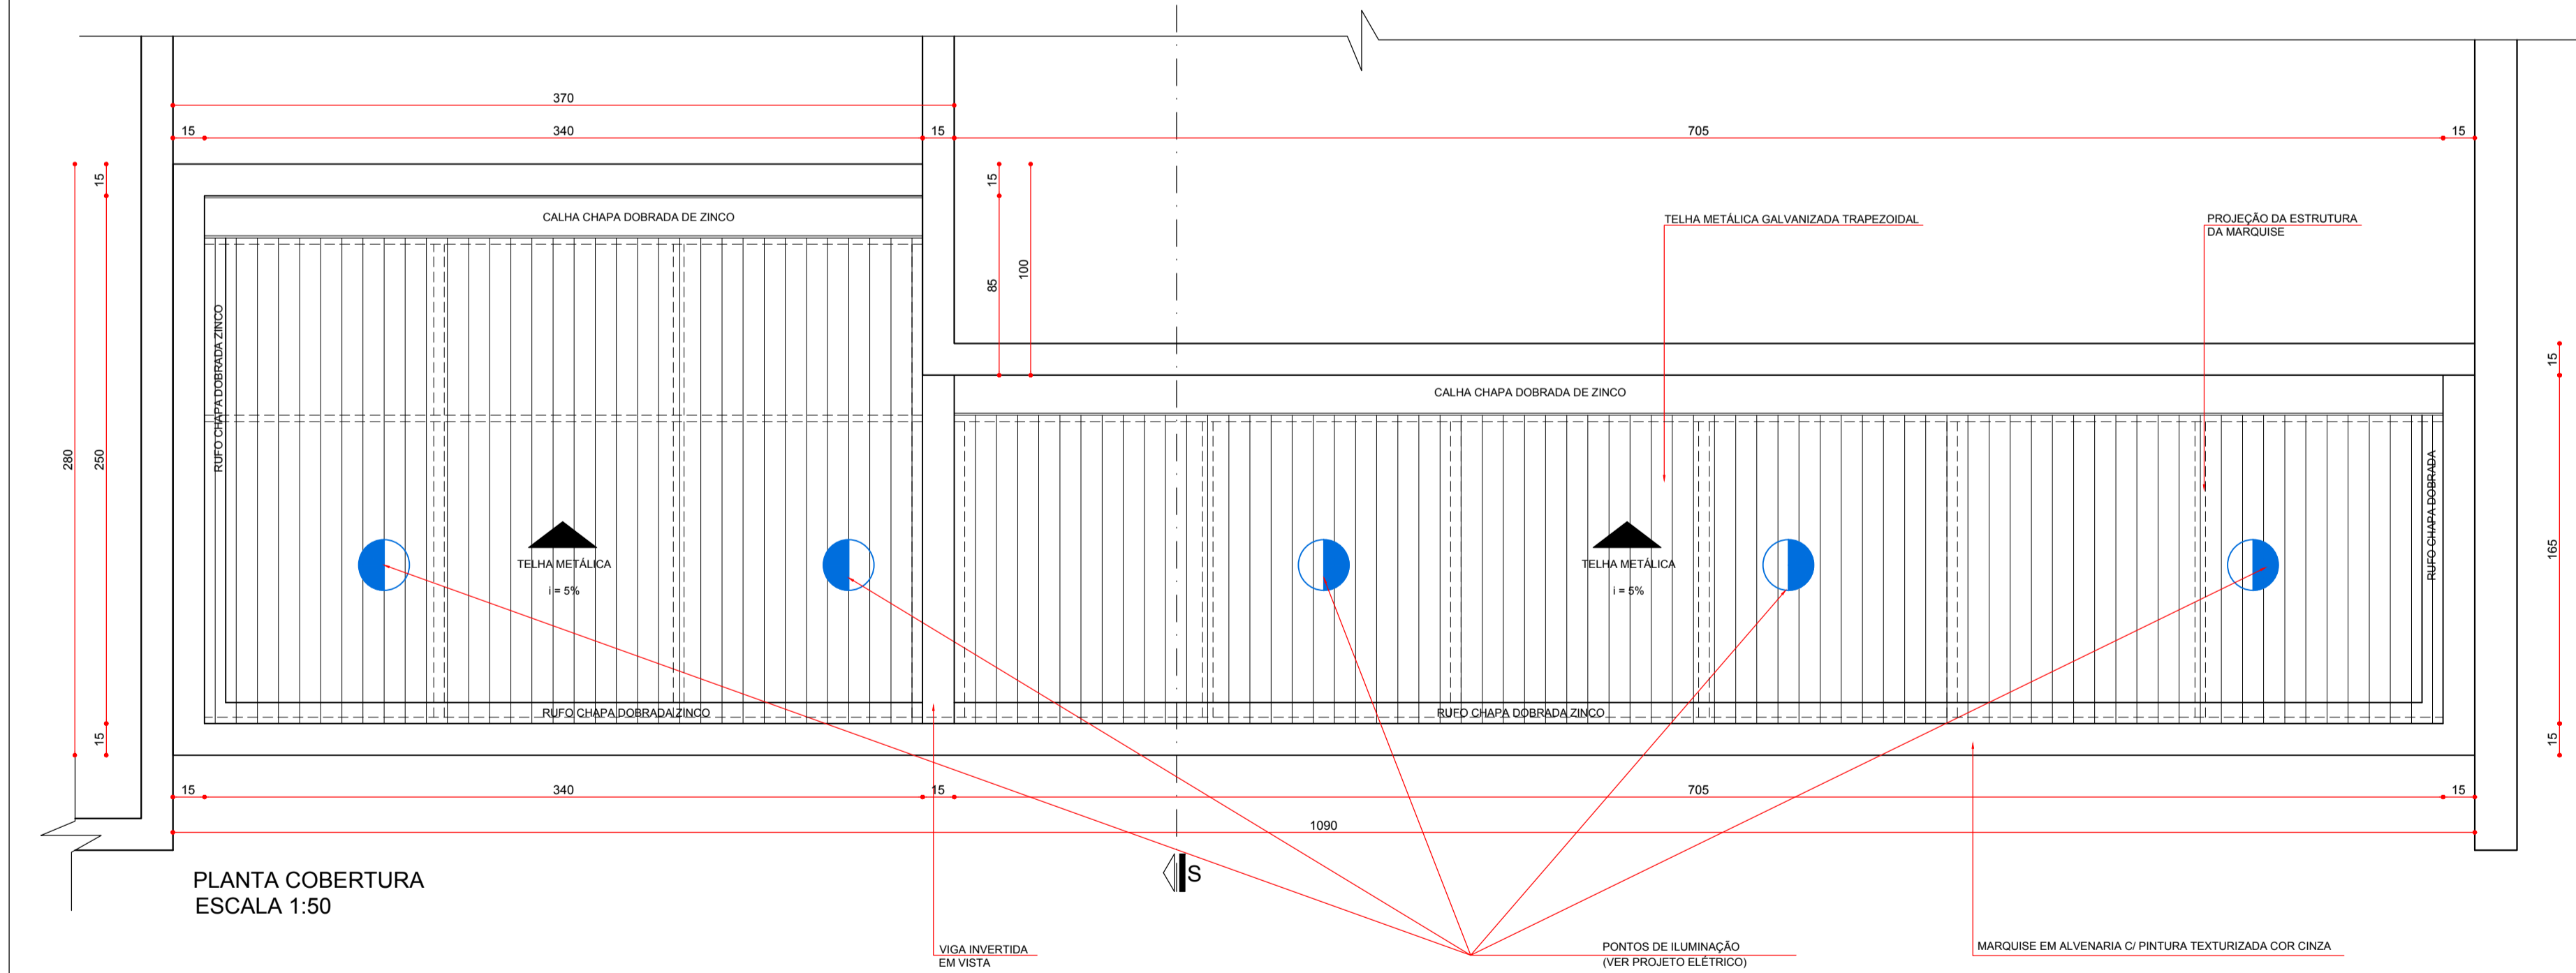 370
15
340
15
705
15
15
15
CALHA CHAPA DOBRADA DE ZINCO
TELHA METÁLICA GALVANIZADA TRAPEZOIDAL
PROJEÇÃO DA ESTRUTURA
DA MARQUISE
85
100
RUFO CHAPA DOBRADA ZINCO
15
CALHA CHAPA DOBRADA DE ZINCO
280
250
165
RUFO CHAPA DOBRADA
TELHA METÁLICA
i = 5%
TELHA METÁLICA
i = 5%
RUFO CHAPA DOBRADA ZINCO
RUFO CHAPA DOBRADA ZINCO
15
15
15
340
15
705
15
1090
S
PLANTA COBERTURA
ESCALA 1:50
VIGA INVERTIDA
EM VISTA
PONTOS DE ILUMINAÇÃO
(VER PROJETO ELÉTRICO)
MARQUISE EM ALVENARIA C/ PINTURA TEXTURIZADA COR CINZA